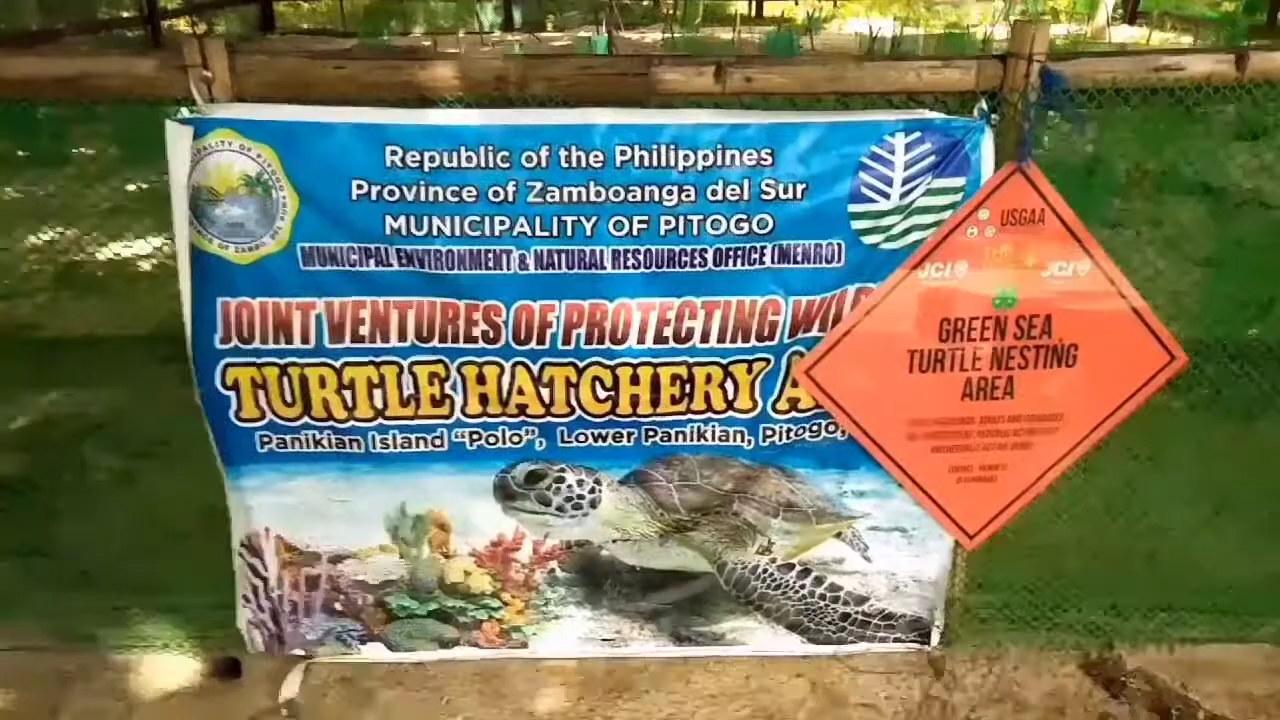 Republic of the Philippines
Province of Zamboanga del Sur
MUNICIPALITY OF PITOGO
MUNICIPAL ENVIRONMENT & NATURAL RESOURCES OFFICE (MENRO)
JOINT VENTURES OF PROTECTING
TURTLE HATCHERY
Panikian Island “Polo”, Lower Panikian, Pitogo,
USGAA
JCI JCI
GREEN SEA
TURTLE NESTING
AREA